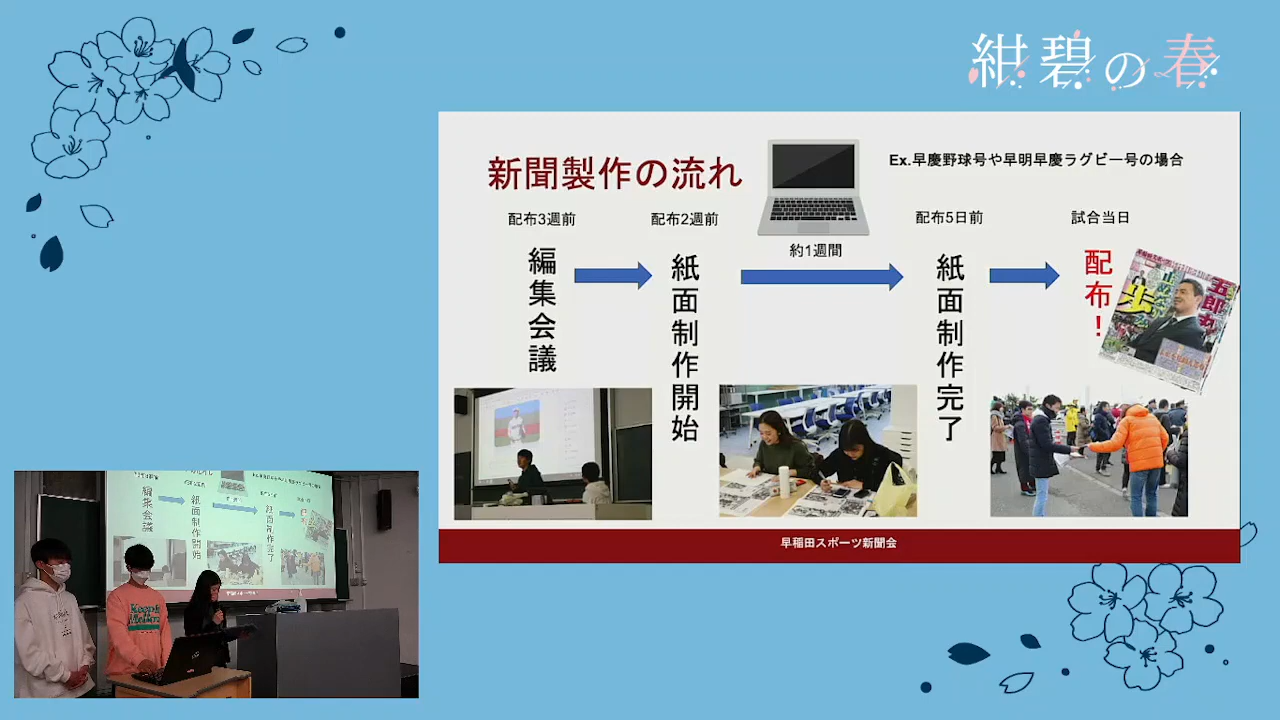 紺碧の春
新聞製作の流れ
Ex.早慶野球号や早明早慶ラグビー号の場合
配布3週前
配布2週前
配布5日前
試合当日
約1週間
編集会議
紙面制作開始
紙面制作完了
配布!
五郎丸
歩
早稲田スポーツ新聞会